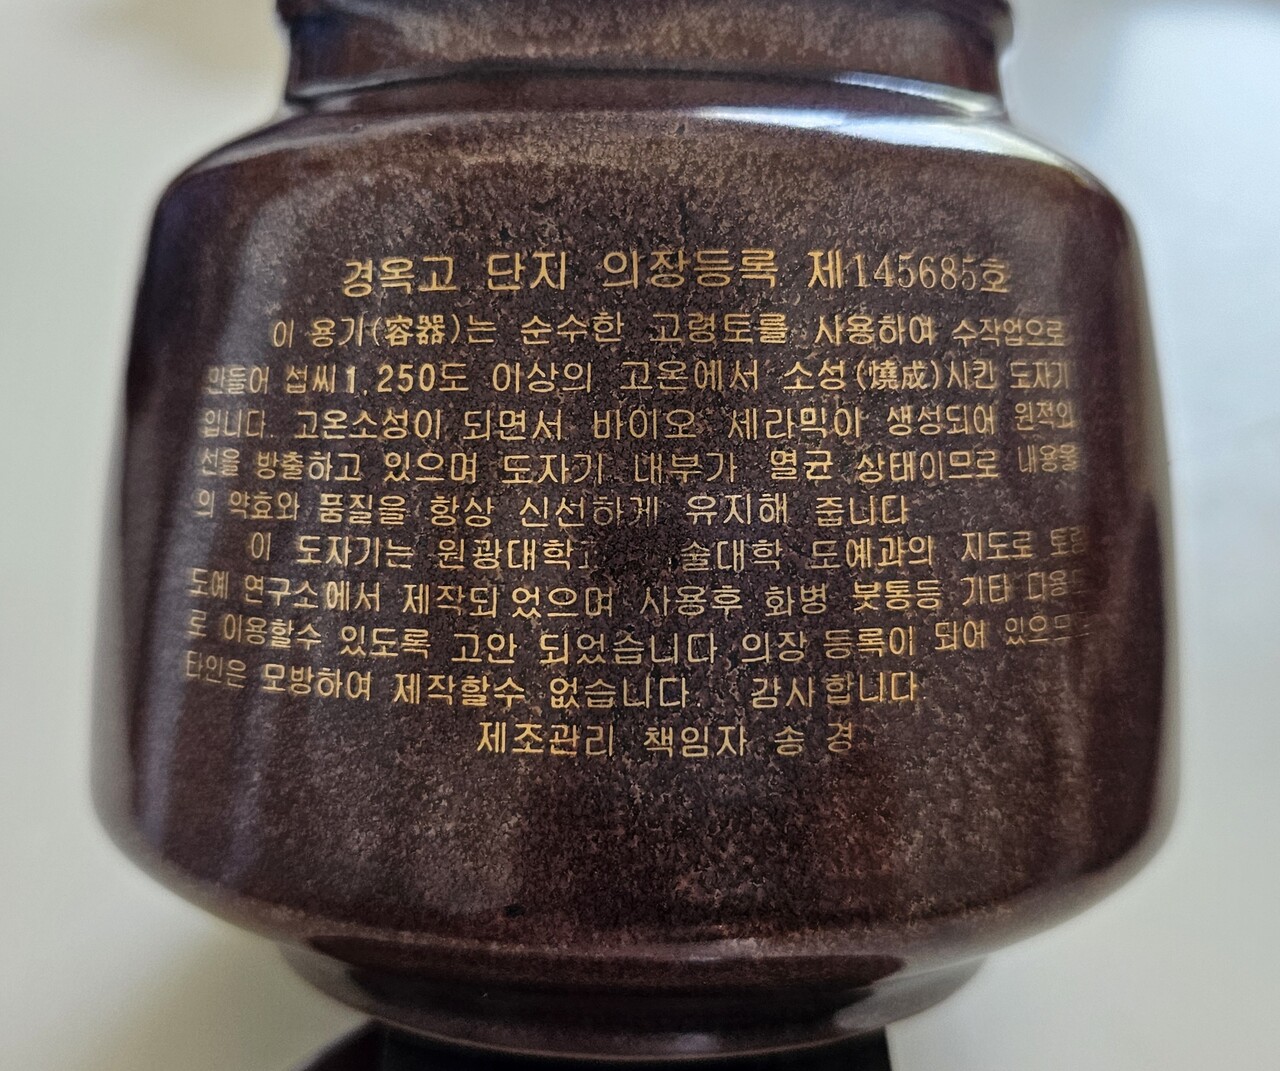 경옥고 단지 의장등록 제145685호
이 용기(容器)는 순수한 고령토를 사용하여 수작업으로
만들어 섭씨1,250도 이상의 고온에서 소성(燒成)시킨 도자기
입니다. 고온소성이 되면서 바이오 세라믹이 생성되어 원적외
선을 방출하고 있으며 도자기 내부가 멸균 상태이므로 내용물
의 약효와 품질을 항상 신선하게 유지해 줍니다
이 도자기는 원광대학 술대학 도예과의 지도로 토림
도예 연구소에서 제작되었으며 사용후 화병 붓통등 기타 다용도
로 이용할수 있도록 고안 되었습니다 의장 등록이 되어 있으므로
타인은 모방하여 제작할수 없습니다. 감사합니다
제조관리 책임자 송 경